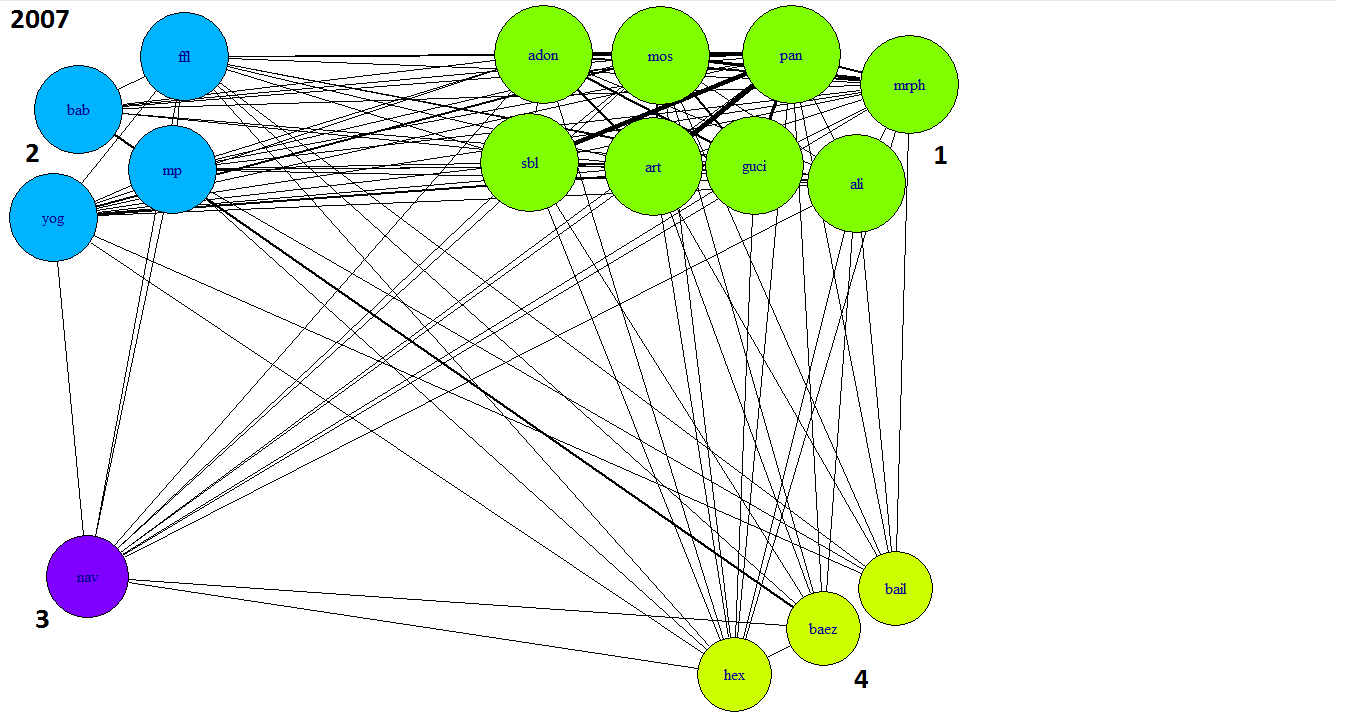 2007
ffl
adon
mos
pan
mrph
bab
2
mp
sbl
art
guci
ali
1
yog
nav
3
bail
baez
hex
4